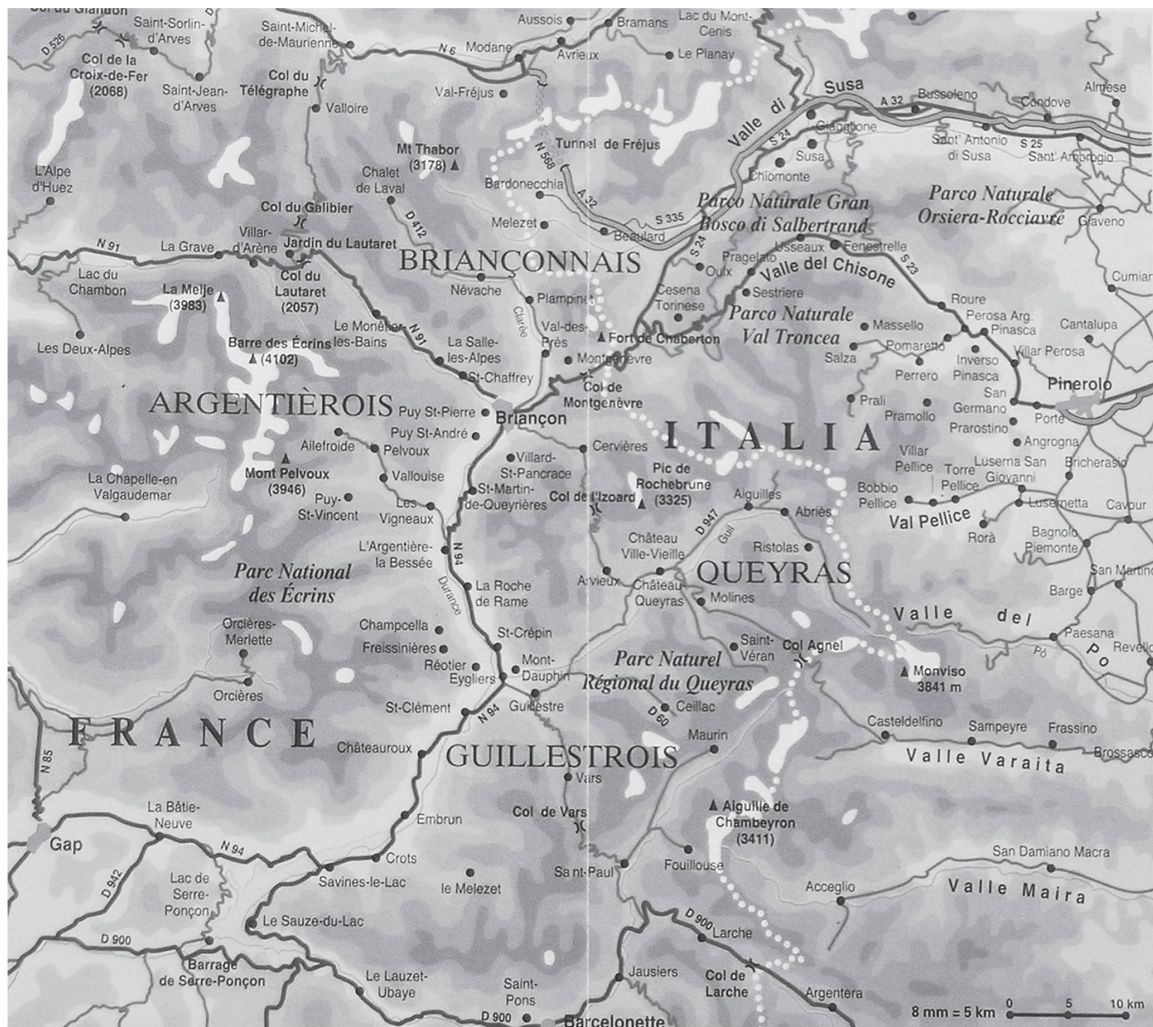 Col du Glandon
Saint-Sorlin-
d'Arves
D 526
Col de la
Croix-de-Fer
(2068)
Saint-Jean-
d'Arves
Saint-Michel-
de-Maurienne
Col du
Télégraphe
Valloire
N 6
Modane
Aussois
Bramans
Avrieux
Lac du Mont-
Cenis
Le Planay
Val-Fréjus
Tunnel de Fréjus
N 568
Valle di
Susa
A 32
Bussoleno
Condove
Almese
Giaglione
S 24
Susa
Chiomonte
Sant' Antonio
di Susa
S 25
Sant' Ambrogio
Giaveno
L'Alpe
d'Huez
Mt Thabor
(3178)
Chalet
de Laval
D 412
Bardonecchia
A 32
S 335
Melezet
Beaulard
Parco Naturale Gran
Bosco di Salbertrand
Parco Naturale
Orsiera-Rocciavre
Col du Galibier
Villar-
d'Arène
Jardin du Lautaret
N 91
La Grave
Lac du
Chambon
La Meije
(3983)
Col du
Lautaret
(2057)
BRIANÇONNAIS
Névache
Plampinet
Clarée
S 24
Oulx
Usseaux
Pragelato
Fenestrelle
S 23
Valle del Chisone
Sestriere
Cesena
Torinese
Parco Naturale
Val Troncea
Roure
Perosa Arg.
Pinasca
Cantalupa
Massello
Pomaretto
Salza
Perrero
Inverso
Pinasca
Villar Perosa
Pinerolo
Les Deux-Alpes
Barre des Écrins
(4102)
Le Monêtier-
les-Bains
N 91
La Salle-
les-Alpes
St-Chaffrey
Val-des-
Prés
Montgenèvre
Fort de Chaberton
Col de
Montgenèvre
Prali
Pramollo
San
Germano
Porte
Prarostino
Angrogna
ARGENTIÈROIS
Puy St-Pierre
Briançon
Puy St-André
Ailefroide
Pelvoux
Mont Pelvoux
(3946)
Vallouise
Puy-
St-Vincent
Les
Vigneaux
Villard-
St-Pancrace
St-Martin-
de-Queyrières
Cervières
ITALIA
Pic de
Rochebrune
(3325)
Col de l'Izoard
Aiguilles
Abriès
Villar
Pellice
Torre
Pellice
Luserna San
Giovanni
Bricherasio
Bobbio
Pellice
Val Pellice
Lusernetta
Rorà
Cavour
Bagnolo
Piemonte
San Martino
Barge
La Chapelle-en
Valgaudemar
L'Argentière-
la Bessée
N 94
Durance
Château
Ville-Vieille
D 947
Guil
Ristolas
QUEYRAS
Arvieux
Château-
Queyras
Molines
Parc National
des Écrins
La Roche
de Rame
Champcella
Freissinières
Réotier
Eygliers
St-Crépin
Mont-
Dauphin
Guillestre
St-Clément
N 94
Saint-
Véran
Col Agnel
Parc Naturel
Régional du Queyras
D 60
Ceillac
Valle del
Po
Pô
Paesana
Monviso
3841 m
Orcières-
Merlette
Orcières
FRANCE
Châteauroux
GUILLESTROIS
Maurin
Vars
Casteldelfino
Sampeyre
Frassino
Brossasco
Valle Varaita
N 85
La Bâtie-
Neuve
Gap
Embrun
Col de Vars
Aiguille de
Chambeyron
(3411)
N 94
Crots
Savines-le-Lac
D 942
Lac de
Serre-
Ponçon
le Melezet
Saint-Paul
Fouillouse
San Damiano Macra
Acceglio
Valle Maira
Le Sauze-du-Lac
D 900
Barrage
de Serre-Ponçon
Le Lauzet-
Ubaye
Saint-
Pons
D 900
Barcelonette
Jausiers
D 900
Larche
Col de
Larche
Argentera
8 mm = 5 km
0 5 10 km